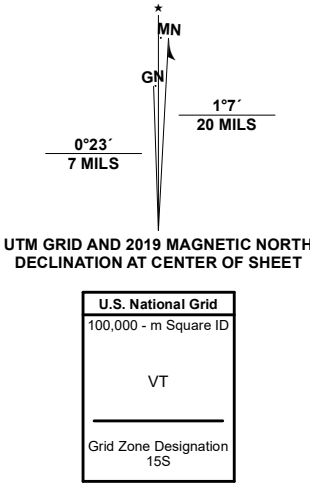 ★
MN
GN
1°7´
20 MILS
0°23´
7 MILS
UTM GRID AND 2019 MAGNETIC NORTH
DECLINATION AT CENTER OF SHEET
U.S. National Grid
100,000 - m Square ID
VT
Grid Zone Designation
15S